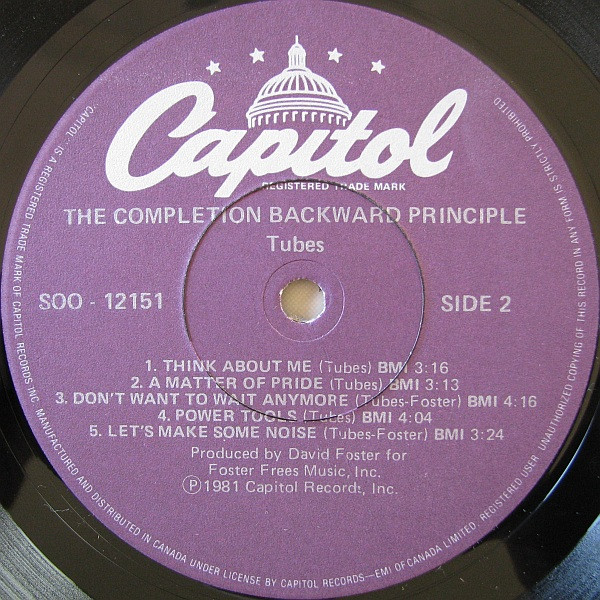 Capitol
REGISTERED TRADE MARK
THE COMPLETION BACKWARD PRINCIPLE
Tubes
SOO - 12151
SIDE 2
1. THINK ABOUT ME (Tubes) BMI 3:16
2. A MATTER OF PRIDE (Tubes) BMI 3:13
3. DON'T WANT TO WAIT ANYMORE (Tubes-Foster) BMI 4:16
4. POWER TOOLS (Tubes) BMI 4:04
5. LET'S MAKE SOME NOISE (Tubes-Foster) BMI 3:24
Produced by David Foster for
Foster Frees Music, Inc.
Ⓟ1981 Capitol Records, Inc.
"CAPITOL" IS A REGISTERED TRADE MARK OF CAPITOL RECORDS INC. MANUFACTURED AND DISTRIBUTED IN CANADA UNDER LICENSE BY CAPITOL RECORDS—EMI OF CANADA LIMITED. REGISTERED USER. UNAUTHORIZED COPYING OF THIS RECORD IN ANY FORM IS STRICTLY PROHIBITED